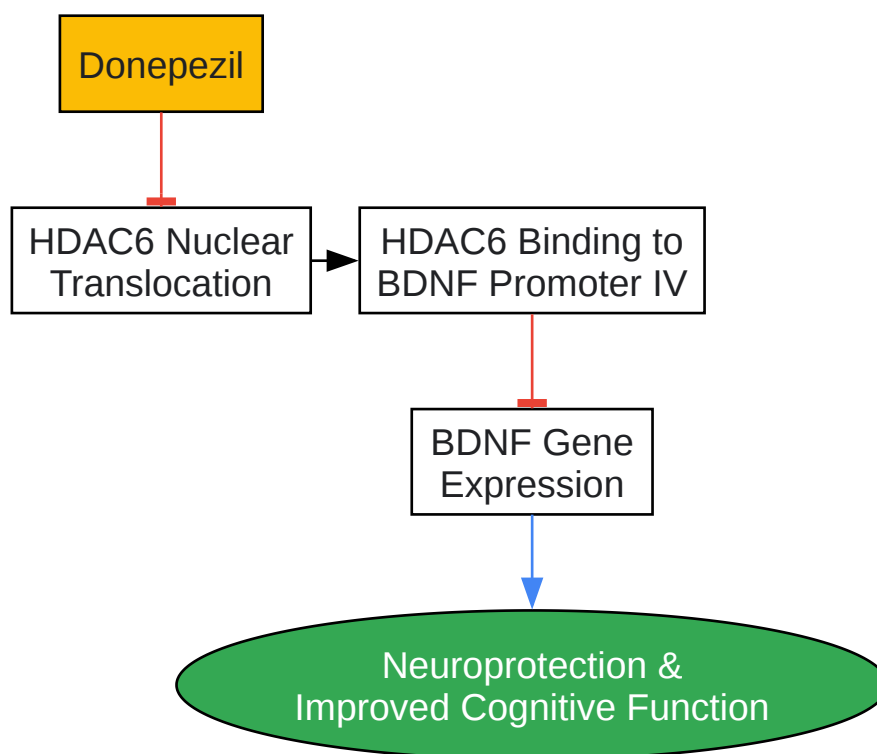 Donepezil
HDAC6 Nuclear
Translocation
HDAC6 Binding to
BDNF Promoter IV
BDNF Gene
Expression
Neuroprotection &
Improved Cognitive Function